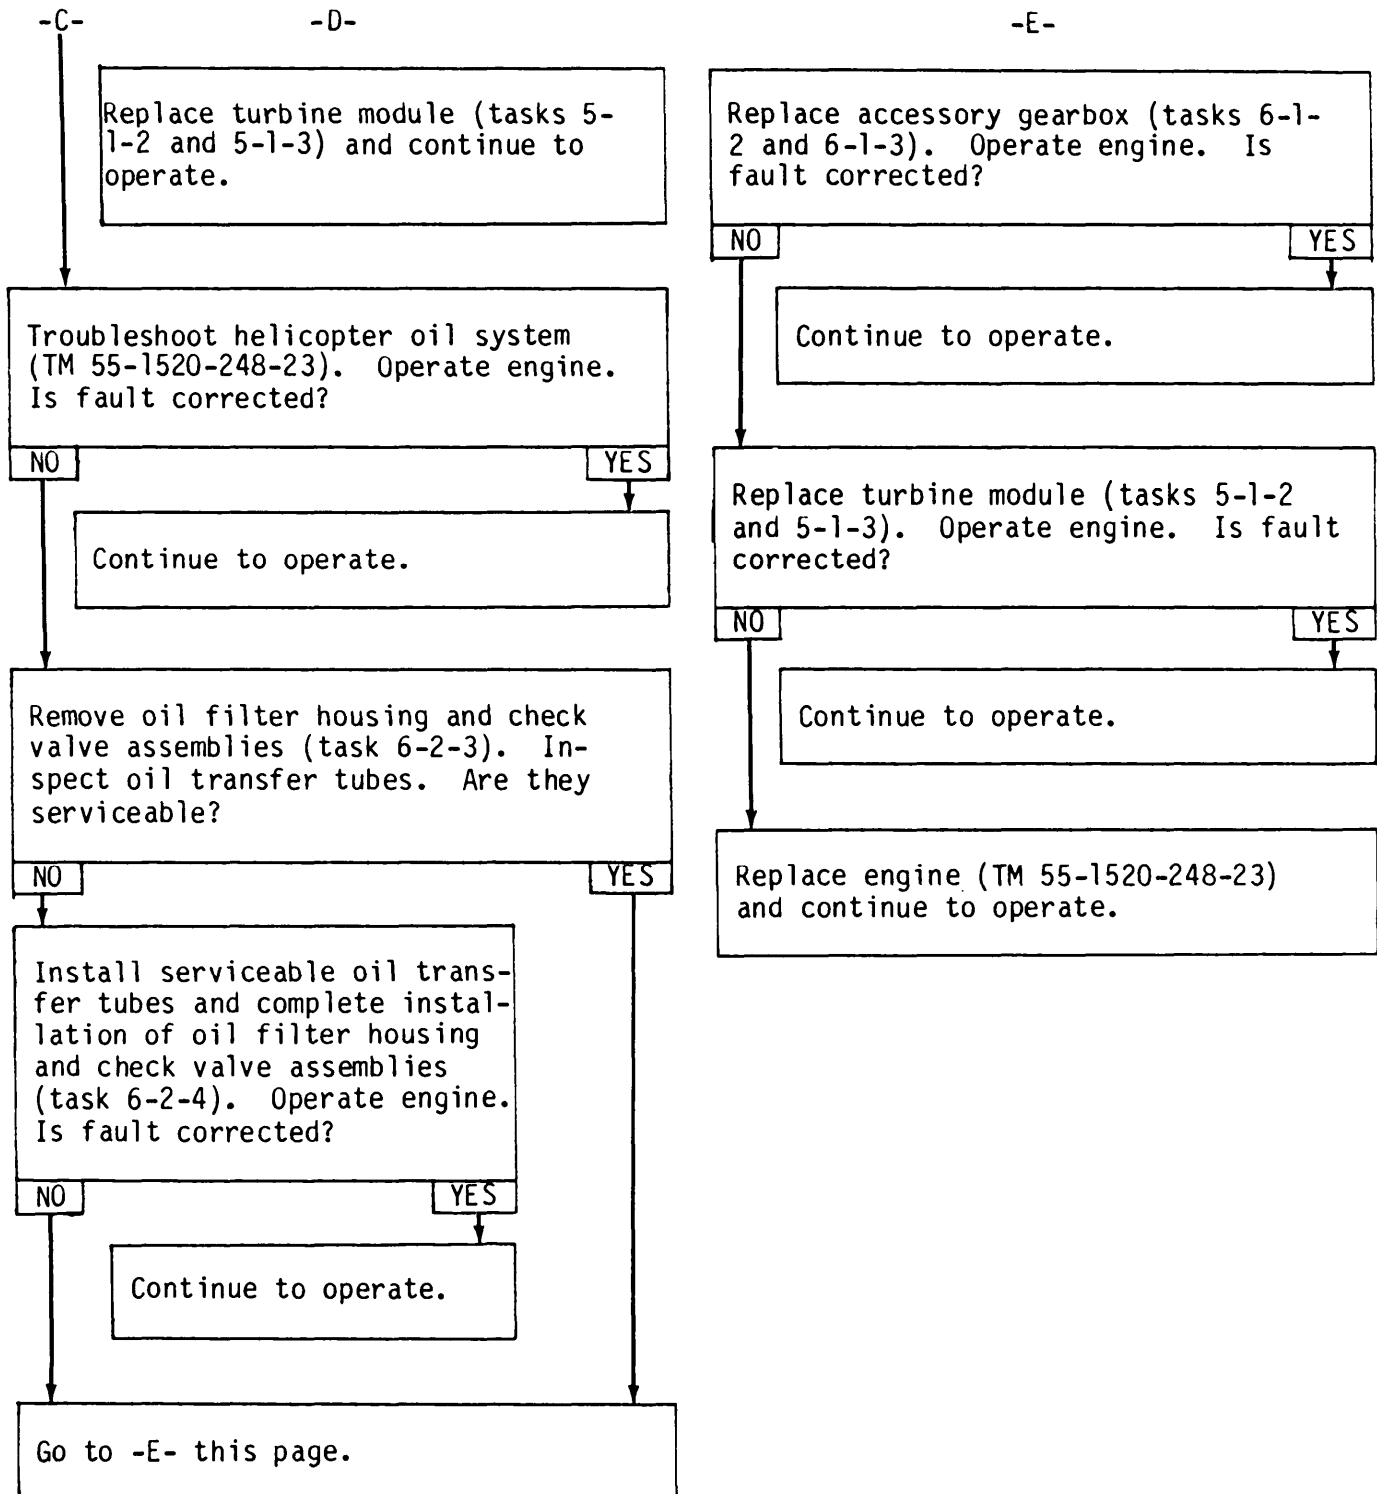 -C-
-D-
Replace turbine module (tasks 5-
1-2 and 5-1-3) and continue to
operate.
Troubleshoot helicopter oil system
(TM 55-1520-248-23). Operate engine.
Is fault corrected?
NO
YES
Continue to operate.
Remove oil filter housing and check
valve assemblies (task 6-2-3). In-
spect oil transfer tubes. Are they
serviceable?
NO
YES
Install serviceable oil trans-
fer tubes and complete instal-
lation of oil filter housing
and check valve assemblies
(task 6-2-4). Operate engine.
Is fault corrected?
NO
YES
Continue to operate.
Go to -E- this page.
-E-
Replace accessory gearbox (tasks 6-1-
2 and 6-1-3). Operate engine. Is
fault corrected?
NO
YES
Continue to operate.
Replace turbine module (tasks 5-1-2
and 5-1-3). Operate engine. Is fault
corrected?
NO
YES
Continue to operate.
Replace engine (TM 55-1520-248-23)
and continue to operate.